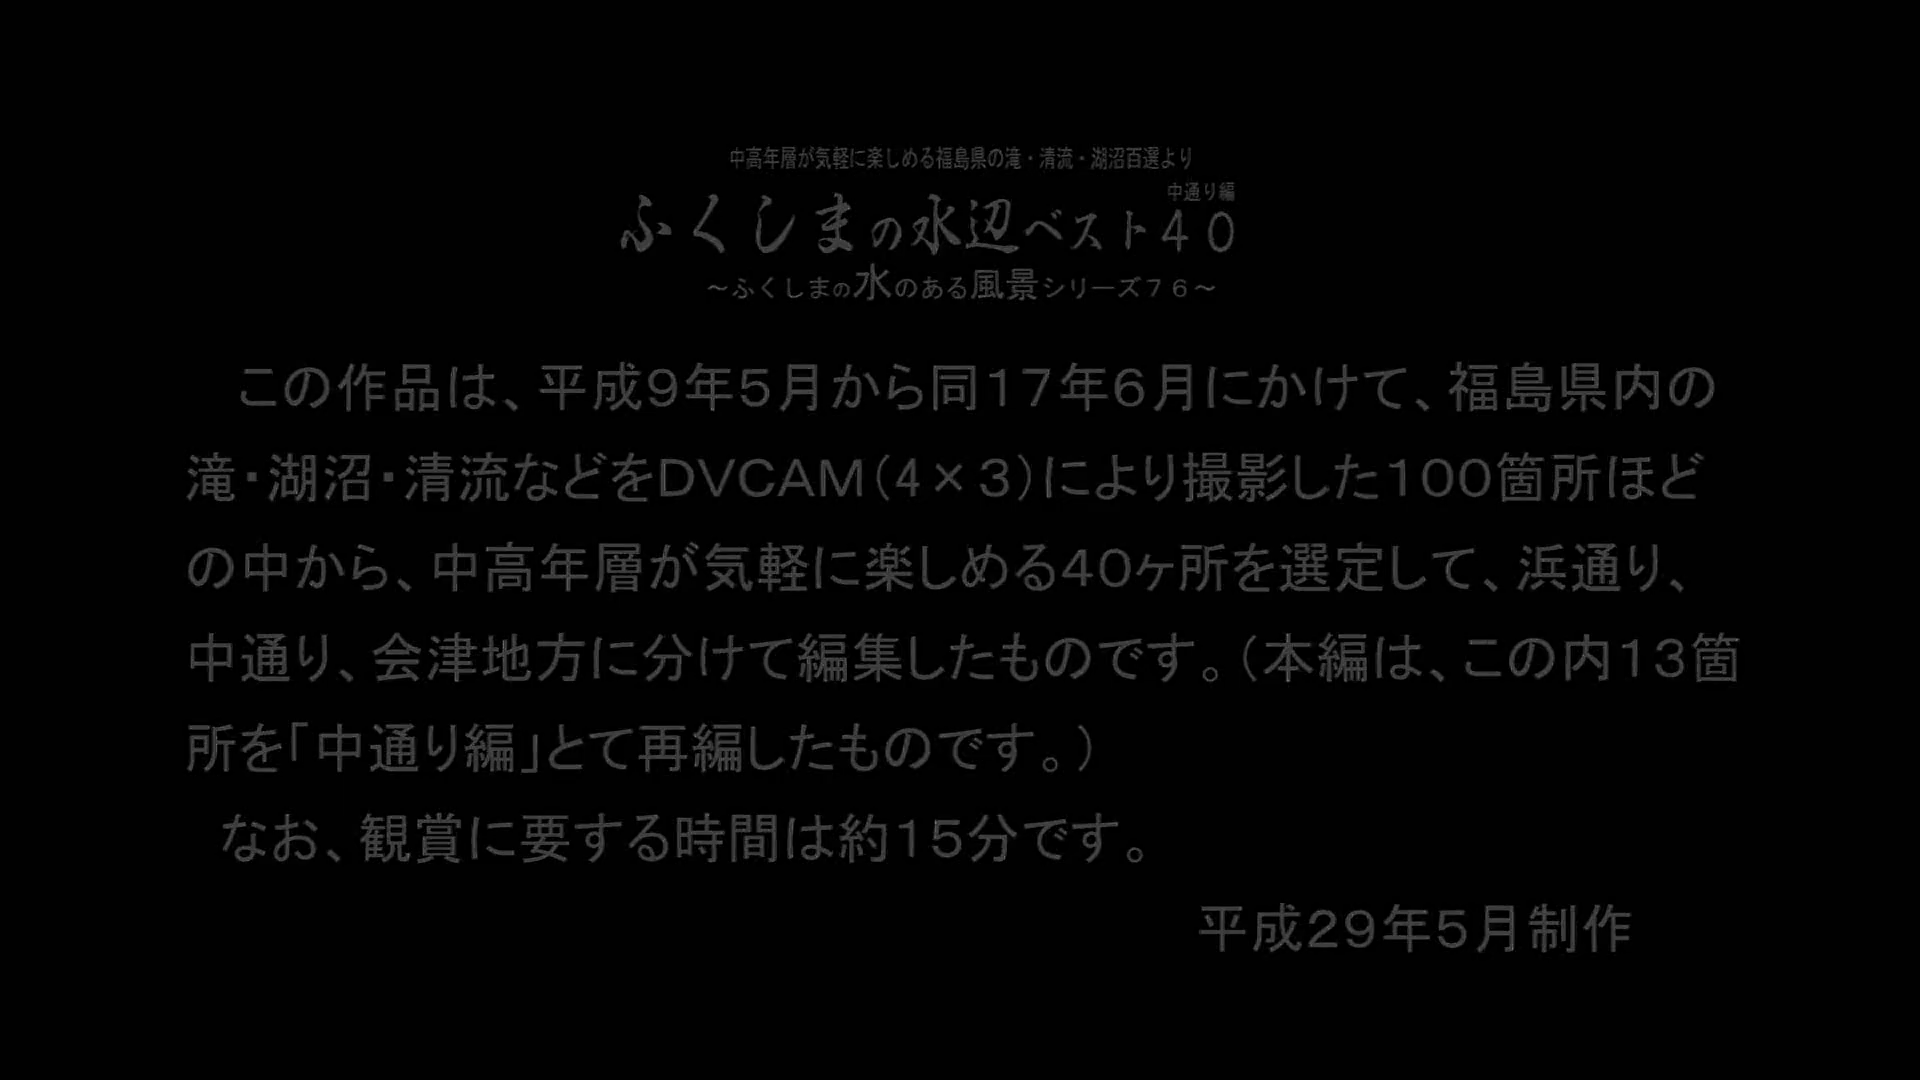 中高年層が気軽に楽しめる福島県の滝・清流・湖沼百選より
中通り編
ふくしまの水辺ベスト４０
～ふくしまの水のある風景シリーズ７６～
この作品は、平成９年５月から同１７年６月にかけて、福島県内の
滝・湖沼・清流などをＤＶＣＡＭ（４×３）により撮影した１００箇所ほど
の中から、中高年層が気軽に楽しめる４０ヶ所を選定して、浜通り、
中通り、会津地方に分けて編集したものです。（本編は、この内１３箇
所を「中通り編」とて再編したものです。）
なお、観賞に要する時間は約１５分です。
平成２９年５月制作